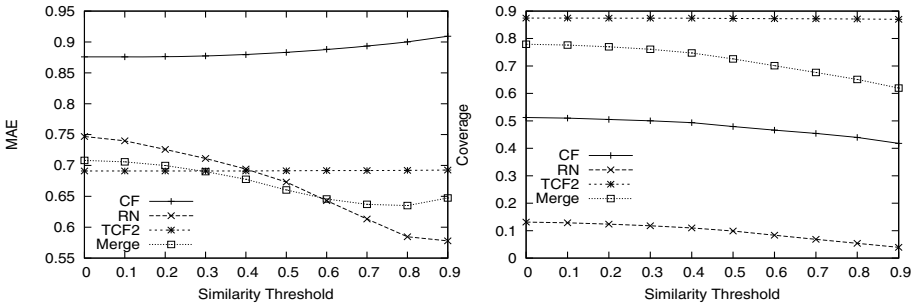 0.95
0.9
0.85
0.8
0.75
0.7
0.65
0.6
0.55
MAE
CF
RN
TCF2
Merge
0 0.1 0.2 0.3 0.4 0.5 0.6 0.7 0.8 0.9
Similarity Threshold
0.9
0.8
0.7
0.6
0.5
0.4
0.3
0.2
0.1
0
Coverage
CF
RN
TCF2
Merge
0 0.1 0.2 0.3 0.4 0.5 0.6 0.7 0.8 0.9
Similarity Threshold